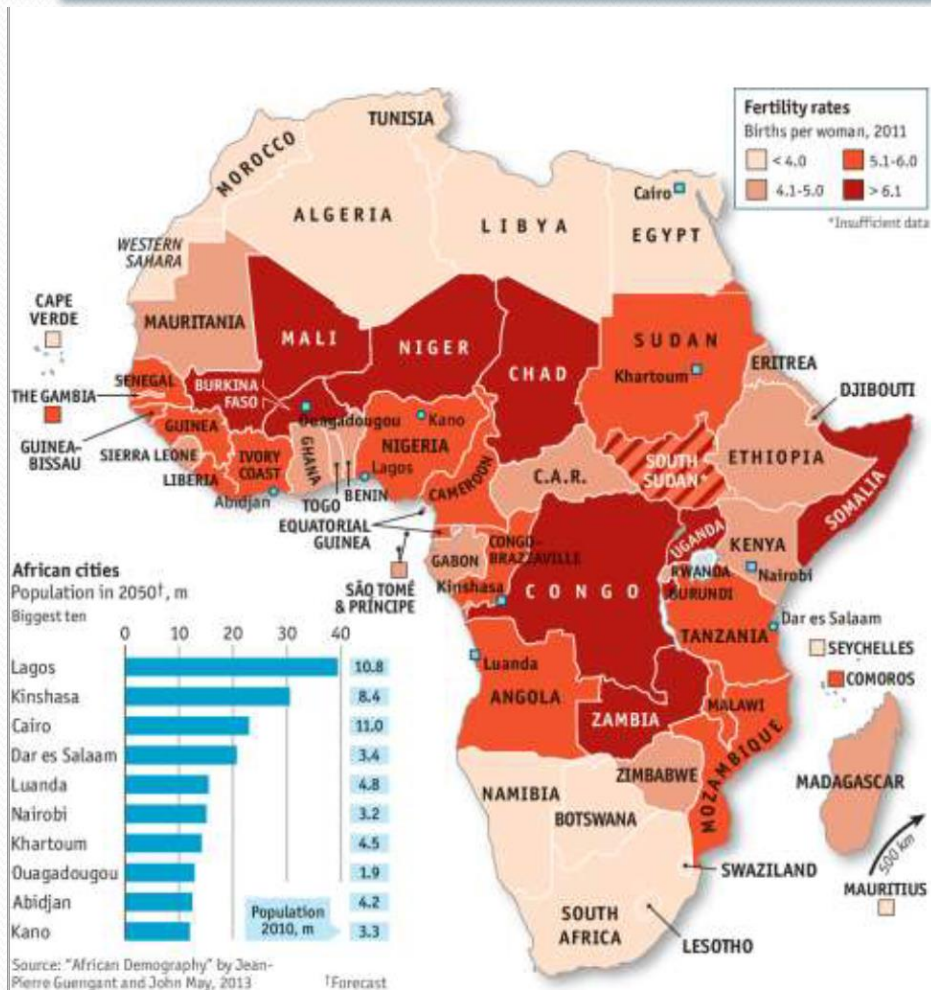 Fertility rates
Births per woman, 2011
< 4.0
5.1-6.0
4.1-5.0
> 6.1
*Insufficient data
TUNISIA
MOROCCO
ALGERIA
LIBYA
Cairo
EGYPT
WESTERN
SAHARA
CAPE
VERDE
MAURITANIA
MALI
NIGER
CHAD
SUDAN
Khartoum
ERITREA
DJIBOUTI
SENEGAL
THE GAMBIA
BURKINA
FASO
Ouagadougou
Kano
GUINEA-
BISSAU
GUINEA
SIERRA LEONE
LIBERIA
IVORY
COAST
Abidjan
GHANA
TOGO
BENIN
NIGERIA
Lagos
CAMEROON
EQUATORIAL
GUINEA
C.A.R.
SOUTH
SUDAN*
ETHIOPIA
SOMALIA
UGANDA
KENYA
Nairobi
RWANDA
BURUNDI
GABON
CONGO-
BRAZZAVILLE
SÃO TOMÉ
& PRÍNCIPE
Kinshasa
CONGO
TANZANIA
Dar es Salaam
SEYCHELLES
COMOROS
Luanda
ANGOLA
ZAMBIA
MALAWI
MOZAMBIQUE
ZIMBABWE
MADAGASCAR
NAMIBIA
BOTSWANA
500 km
MAURITIUS
SWAZILAND
SOUTH
AFRICA
LESOTHO
African cities
Population in 2050†, m
Biggest ten
0 10 20 30 40
Lagos 10.8
Kinshasa 8.4
Cairo 11.0
Dar es Salaam 3.4
Luanda 4.8
Nairobi 3.2
Khartoum 4.5
Ouagadougou 1.9
Abidjan 4.2
Kano 3.3
Population
2010, m
Source: "African Demography" by Jean-
Pierre Guengant and John May, 2013
†Forecast